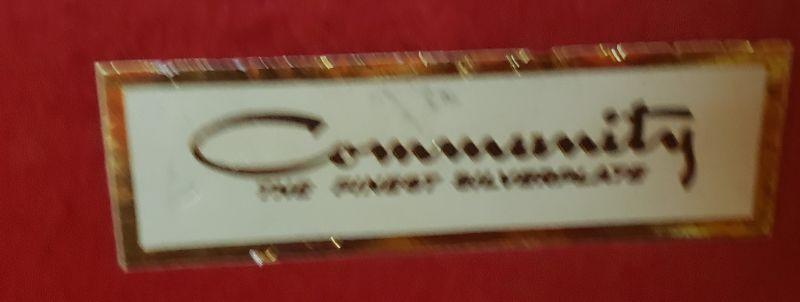 Community
THE FINEST SILVERPLATE